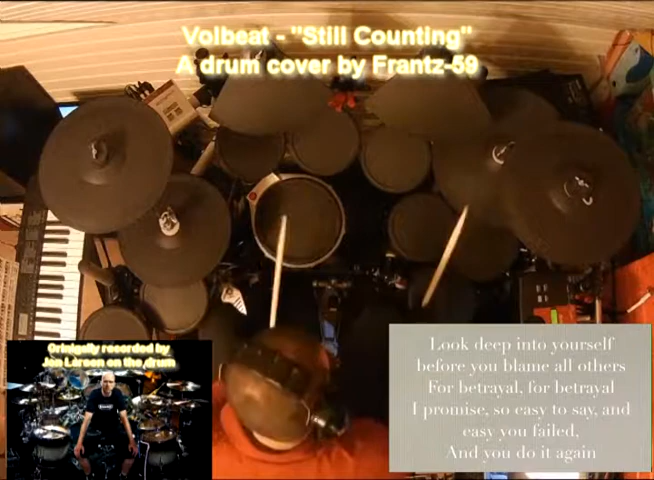 Volbeat - "Still Counting"
A drum cover by Frantz-59
Orinigally recorded by
Jon Larsen on the drum
Look deep into yourself
before you blame all others
For betrayal, for betrayal
I promise, so easy to say, and
easy you failed,
And you do it again